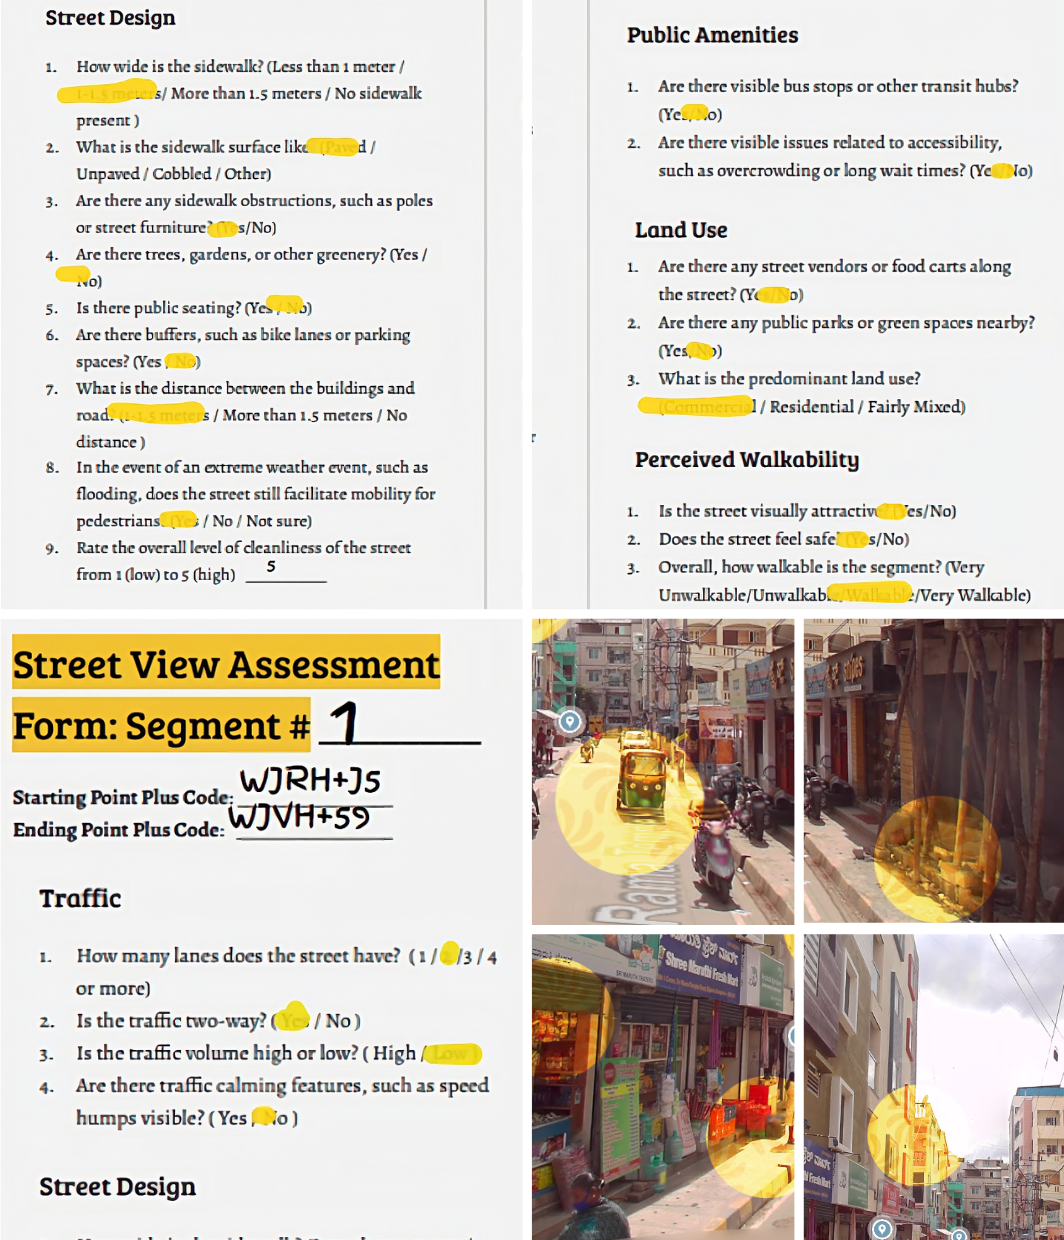 Street Design
1. How wide is the sidewalk? (Less than 1 meter /
1-1.5 meters/ More than 1.5 meters / No sidewalk
present )
2. What is the sidewalk surface like? (Paved /
Unpaved / Cobbled / Other)
3. Are there any sidewalk obstructions, such as poles
or street furniture? (Yes/No)
4. Are there trees, gardens, or other greenery? (Yes /
No)
5. Is there public seating? (Yes / No)
6. Are there buffers, such as bike lanes or parking
spaces? (Yes / No)
7. What is the distance between the buildings and
road? (1-1.5 meters / More than 1.5 meters / No
distance )
8. In the event of an extreme weather event, such as
flooding, does the street still facilitate mobility for
pedestrians? (Yes / No / Not sure)
9. Rate the overall level of cleanliness of the street
from 1 (low) to 5 (high) 5
Public Amenities
1. Are there visible bus stops or other transit hubs?
(Yes/No)
2. Are there visible issues related to accessibility,
such as overcrowding or long wait times? (Yes/No)
Land Use
1. Are there any street vendors or food carts along
the street? (Yes/No)
2. Are there any public parks or green spaces nearby?
(Yes/No)
3. What is the predominant land use?
(Commercial / Residential / Fairly Mixed)
Perceived Walkability
1. Is the street visually attractive? (Yes/No)
2. Does the street feel safe? (Yes/No)
3. Overall, how walkable is the segment? (Very
Unwalkable/Unwalkable/Walkable/Very Walkable)
Street View Assessment
Form: Segment # 1
Starting Point Plus Code: WJRH+J5
Ending Point Plus Code: WJVH+59
Traffic
1. How many lanes does the street have? ( 1 / 2 /3 / 4
or more)
2. Is the traffic two-way? ( Yes / No )
3. Is the traffic volume high or low? ( High / Low )
4. Are there traffic calming features, such as speed
humps visible? ( Yes / No )
Street Design
Rama
Shree Maruthi Fresh Mart